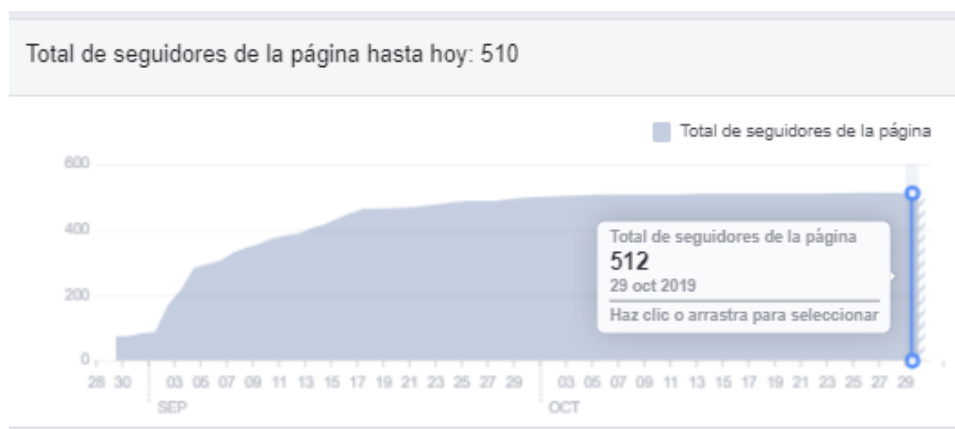 Total de seguidores de la página hasta hoy: 510
Total de seguidores de la página
600
400
200
0
Total de seguidores de la página
512
29 oct 2019
Haz clic o arrastra para seleccionar
28 30 03 05 07 09 11 13 15 17 19 21 23 25 27 29 03 05 07 09 11 13 15 17 19 21 23 25 27 29
SEP OCT